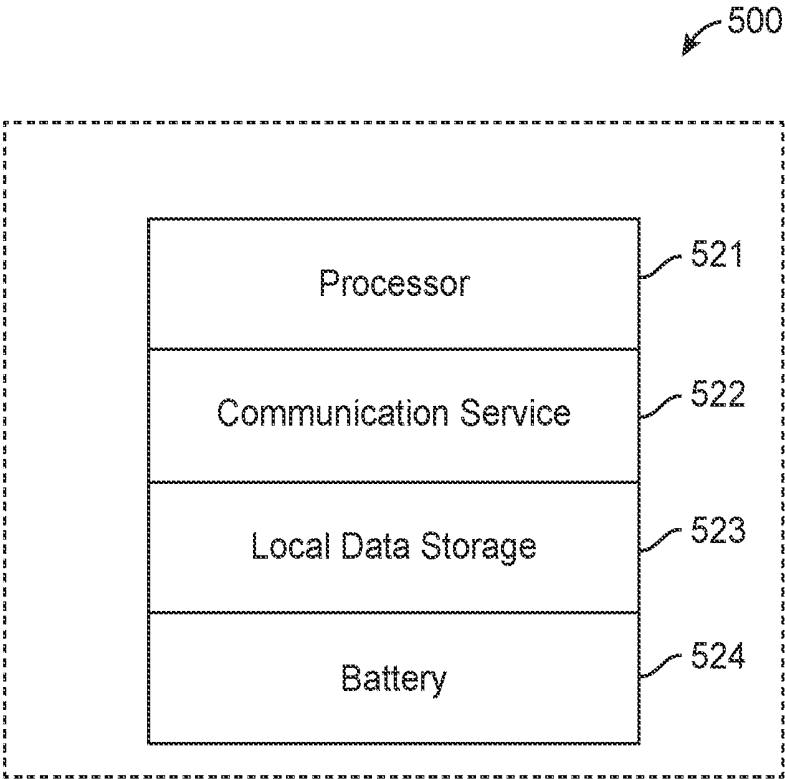 500
Processor
521
Communication Service
522
Local Data Storage
523
Battery
524